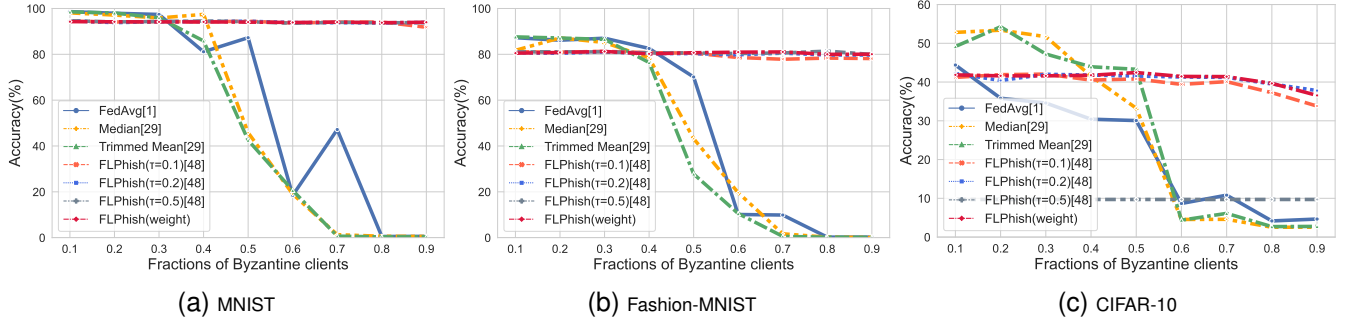 100
80
60
40
20
0
Accuracy(%)
FedAvg[1]
Median[29]
Trimmed Mean[29]
FLPhish(τ=0.1)[48]
FLPhish(τ=0.2)[48]
FLPhish(τ=0.5)[48]
FLPhish(weight)
0.1 0.2 0.3 0.4 0.5 0.6 0.7 0.8 0.9
Fractions of Byzantine clients
(a) MNIST
100
80
60
40
20
0
Accuracy(%)
FedAvg[1]
Median[29]
Trimmed Mean[29]
FLPhish(τ=0.1)[48]
FLPhish(τ=0.2)[48]
FLPhish(τ=0.5)[48]
FLPhish(weight)
0.1 0.2 0.3 0.4 0.5 0.6 0.7 0.8 0.9
Fractions of Byzantine clients
(b) Fashion-MNIST
60
50
40
30
20
10
0
Accuracy(%)
FedAvg[1]
Median[29]
Trimmed Mean[29]
FLPhish(τ=0.1)[48]
FLPhish(τ=0.2)[48]
FLPhish(τ=0.5)[48]
FLPhish(weight)
0.1 0.2 0.3 0.4 0.5 0.6 0.7 0.8 0.9
Fractions of Byzantine clients
(c) CIFAR-10